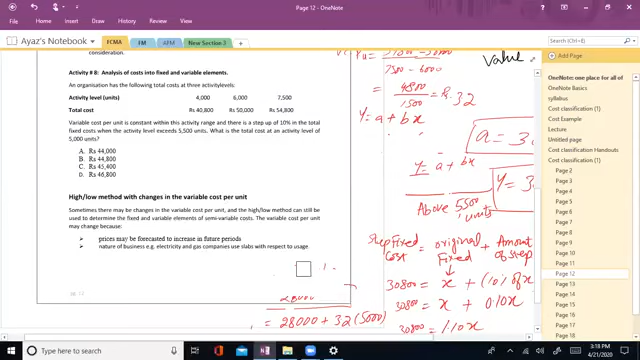 Page 12 - OneNote
File Home Insert Draw History Review View Help Class Notebook
Share
Ayaz's Notebook
FCMA
FM
AFM
New Section 3
Search (Ctrl+E)
consideration.
Activity # 8: Analysis of costs into fixed and variable elements.
An organisation has the following total costs at three activity levels:
Activity level (units) 4,000 6,000 7,500
Total cost Rs 40,800 Rs 50,000 Rs 54,800
Variable cost per unit is constant within this activity range and there is a step up of 10% in the
total fixed costs when the activity level exceeds 5,500 units. What is the total cost at an activity level of
5,000 units?
A. Rs 44,000
B. Rs 44,800
C. Rs 45,400
D. Rs 46,800
High/low method with changes in the variable cost per unit
Sometimes there may be changes in the variable cost per unit, and the high/low method can still be
used to determine the fixed and variable elements of semi-variable costs. The variable cost per unit
may change because:
prices may be forecasted to increase in future periods
nature of business e.g. electricity and gas companies use slabs with respect to usage.
28000
= 28000 + 32 (5000)
7500 - 6000
= 4800
1500
= Rs. 32
Y = a + bx
Y = a + bx
Above 5500
units
Value
a = 30
Y = 30
Step Fixed
Cost = original
Fixed + Amount
of step
30800 = x + (10% of x
30800 = x + 0.10x
30800 = 1.10x
Add Page
OneNote: one place for all of
OneNote Basics
syllabus
Cost classification
Cost Example
Lecture
Cost classification Handouts
Cost classification
Page 2
Page 3
Page 4
Page 5
Page 6
Page 7
Page 8
Page 9
Page 10
Page 11
Page 12
Page 13
Page 14
Page 15
Page 16
Page 17
Type here to search
3:18 PM
4/21/2020